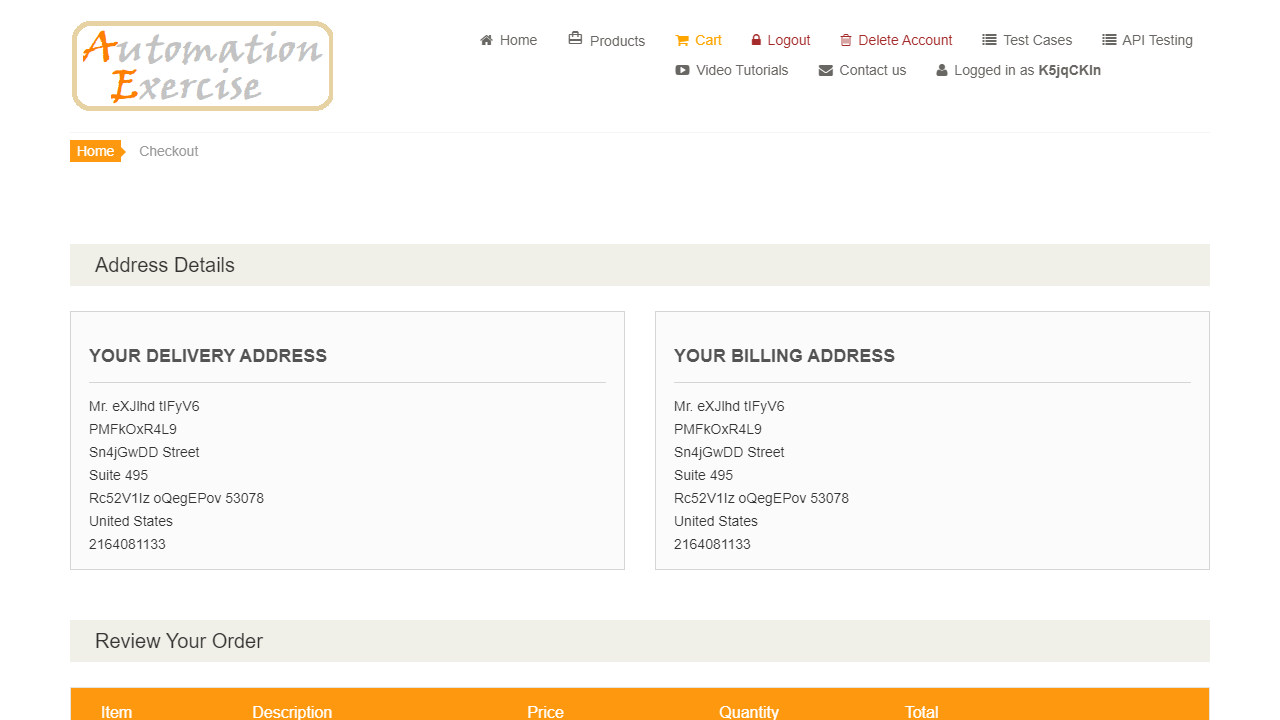 Automation
Exercise
Home
Products
Cart
Logout
Delete Account
Test Cases
API Testing
Video Tutorials
Contact us
Logged in as K5jqCKIn
Home
Checkout
Address Details
YOUR DELIVERY ADDRESS
Mr. eXJlhd tIFyV6
PMFkOxR4L9
Sn4jGwDD Street
Suite 495
Rc52V1Iz oQegEPov 53078
United States
2164081133
YOUR BILLING ADDRESS
Mr. eXJlhd tIFyV6
PMFkOxR4L9
Sn4jGwDD Street
Suite 495
Rc52V1Iz oQegEPov 53078
United States
2164081133
Review Your Order
Item Description Price Quantity Total